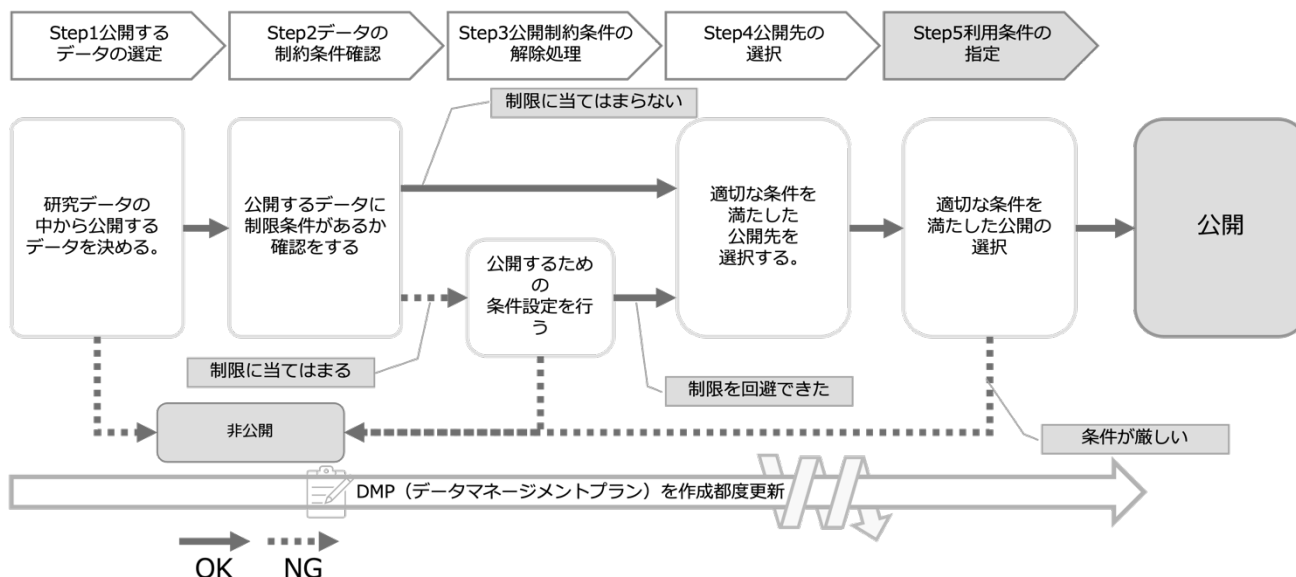 Step1公開する
データの選定
Step2データの
制約条件確認
Step3公開制約条件の
解除処理
Step4公開先の
選択
Step5利用条件の
指定
制限に当てはまらない
研究データの
中から公開する
データを決める。
公開するデータに
制限条件があるか
確認をする
公開するため
の
条件設定を行
う
適切な条件を
満たした
公開先を
選択する。
適切な条件を
満たした公開の
選択
公開
制限に当てはまる
制限を回避できた
非公開
条件が厳しい
DMP（データマネージメントプラン）を作成都度更新
OK
NG